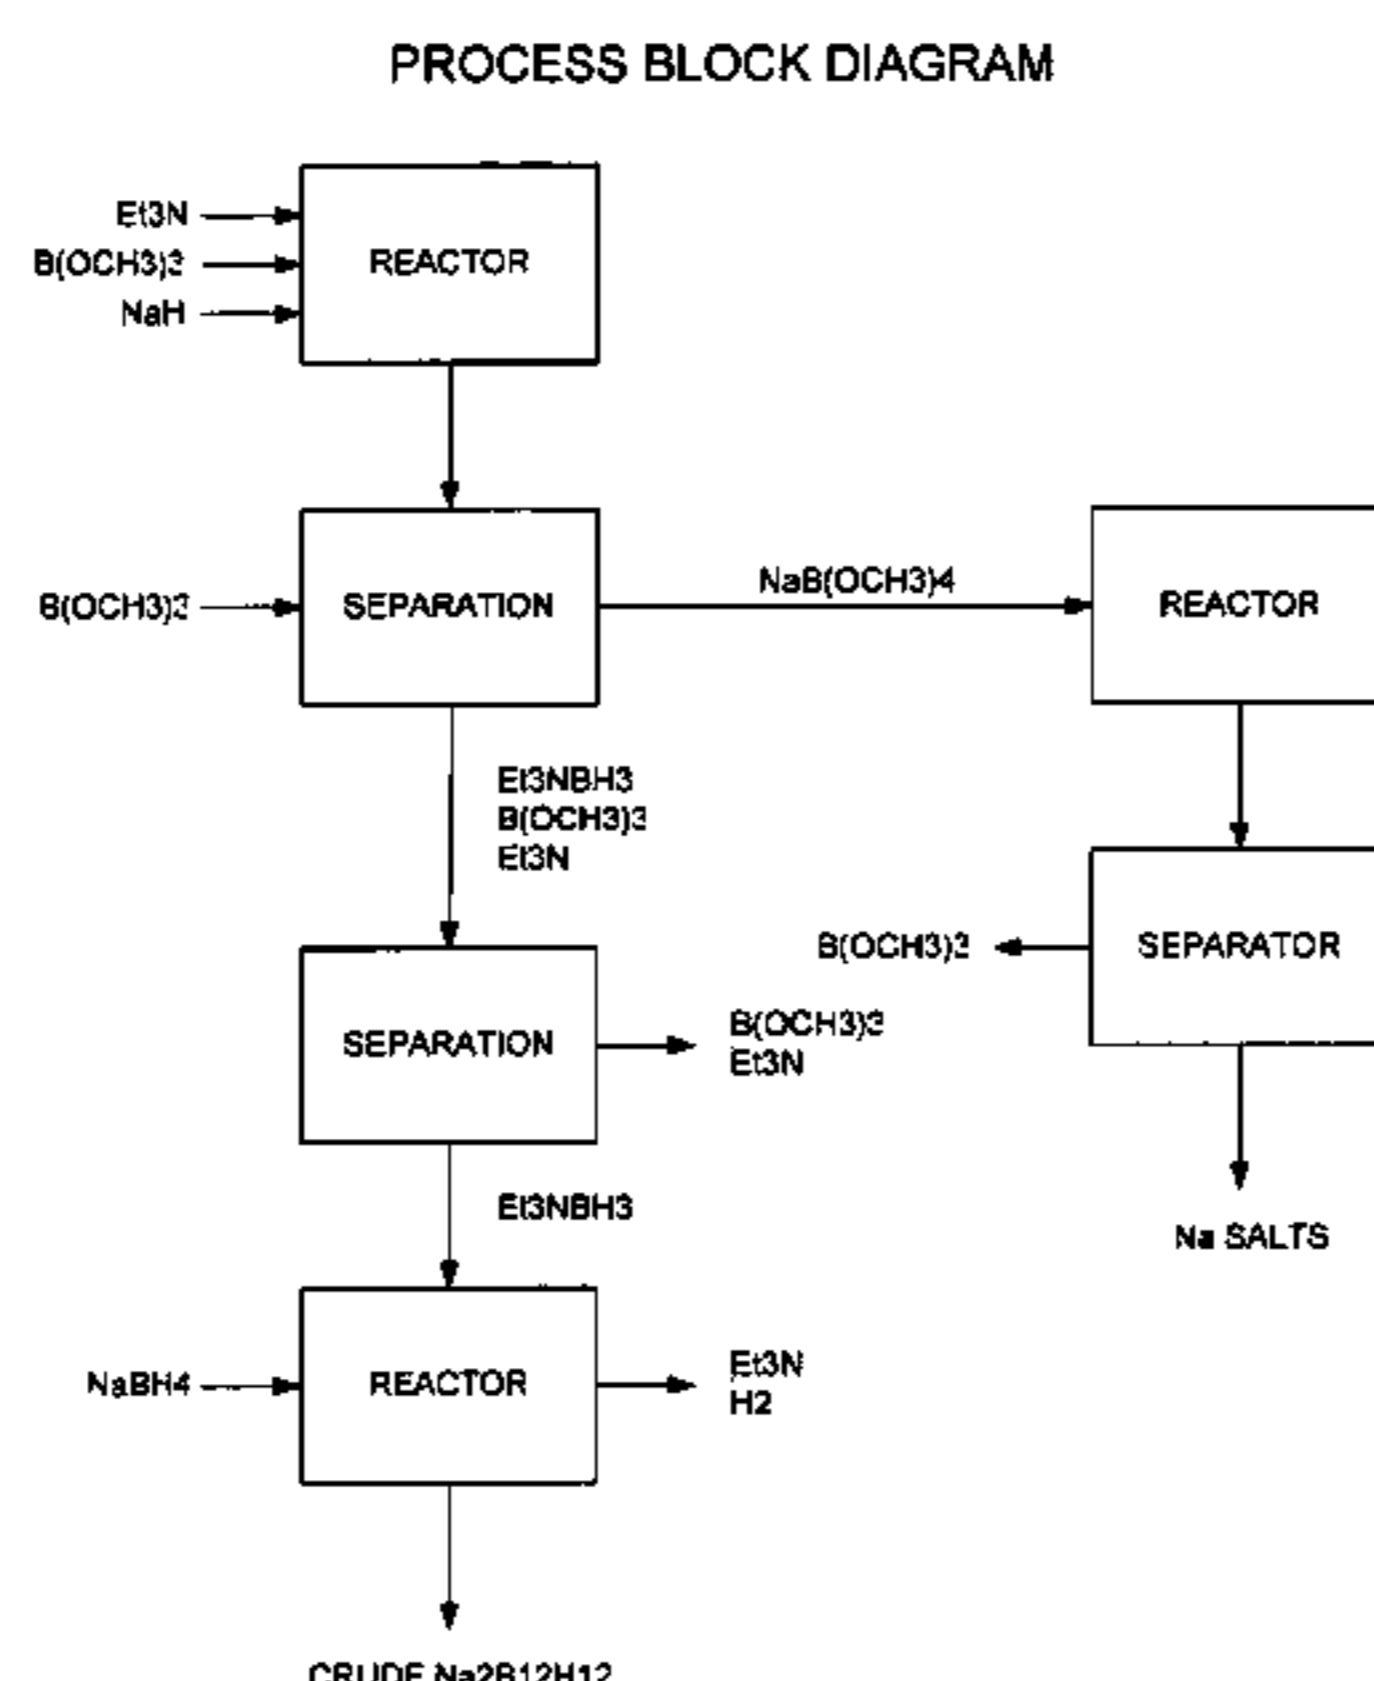 PROCESS BLOCK DIAGRAM
Et3N
B(OCH3)3
NaH
REACTOR
B(OCH3)3
SEPARATION
NaB(OCH3)4
REACTOR
Et3NBH3
B(OCH3)3
Et3N
B(OCH3)3
SEPARATOR
SEPARATION
B(OCH3)3
Et3N
Et3NBH3
Na SALTS
NaBH4
REACTOR
Et3N
H2
CRUDE Na2B12H12